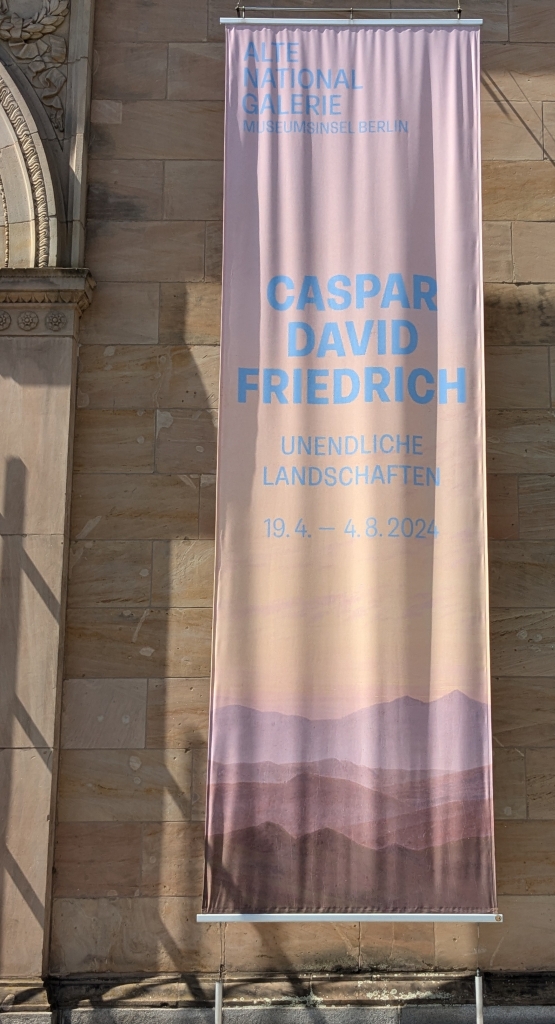 ALTE
NATIONAL
GALERIE
MUSEUMSINSEL BERLIN
CASPAR
DAVID
FRIEDRICH
UNENDLICHE
LANDSCHAFTEN
19. 4. — 4. 8. 2024